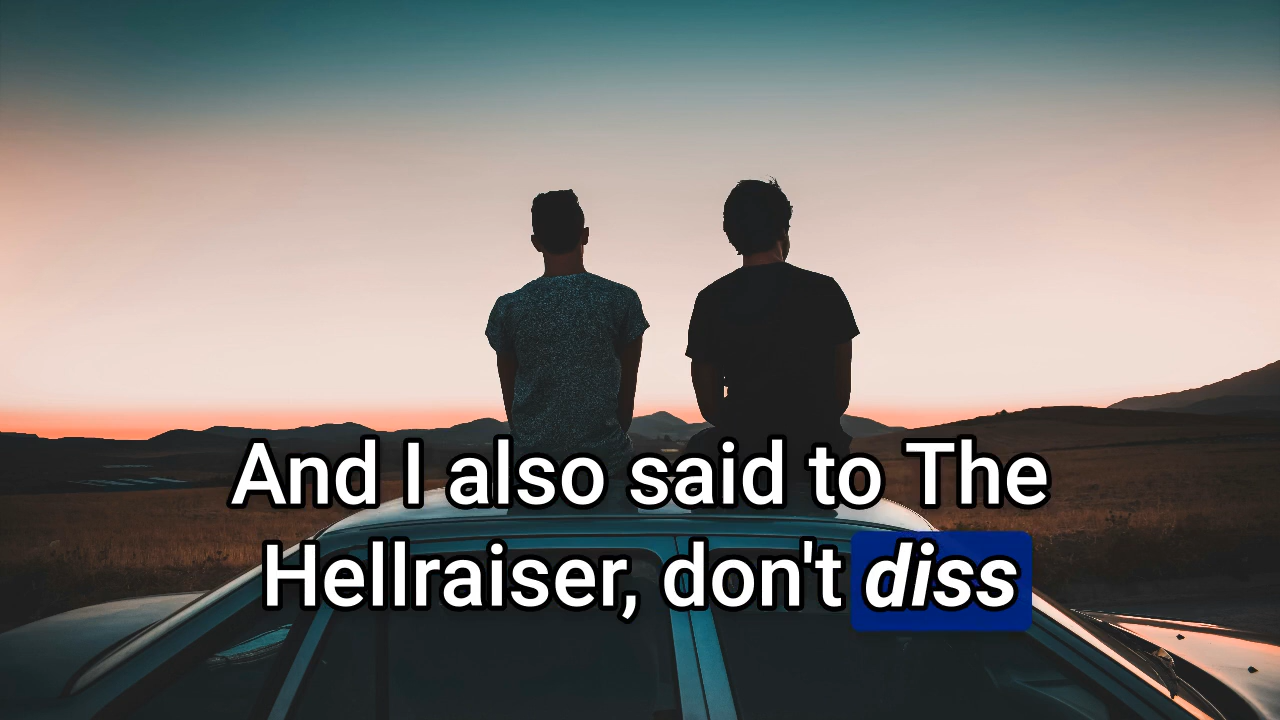 And I also said to The
Hellraiser, don't diss